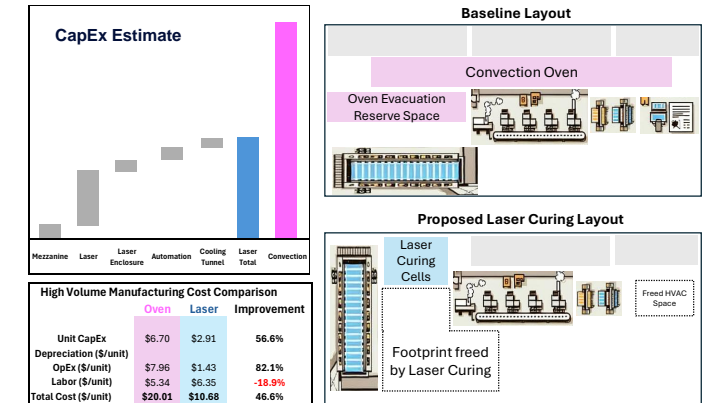 CapEx Estimate
Mezzanine
Laser
Laser
Enclosure
Automation
Cooling
Tunnel
Laser
Total
Convection
High Volume Manufacturing Cost Comparison
Oven Laser Improvement
Unit CapEx $6.70 $2.91 56.6%
Depreciation ($/unit)
OpEx ($/unit) $7.96 $1.43 82.1%
Labor ($/unit) $5.34 $6.35 -18.9%
Total Cost ($/unit) $20.01 $10.68 46.6%
Baseline Layout
Convection Oven
Oven Evacuation
Reserve Space
Proposed Laser Curing Layout
Laser
Curing
Cells
Freed HVAC
Space
Footprint freed
by Laser Curing